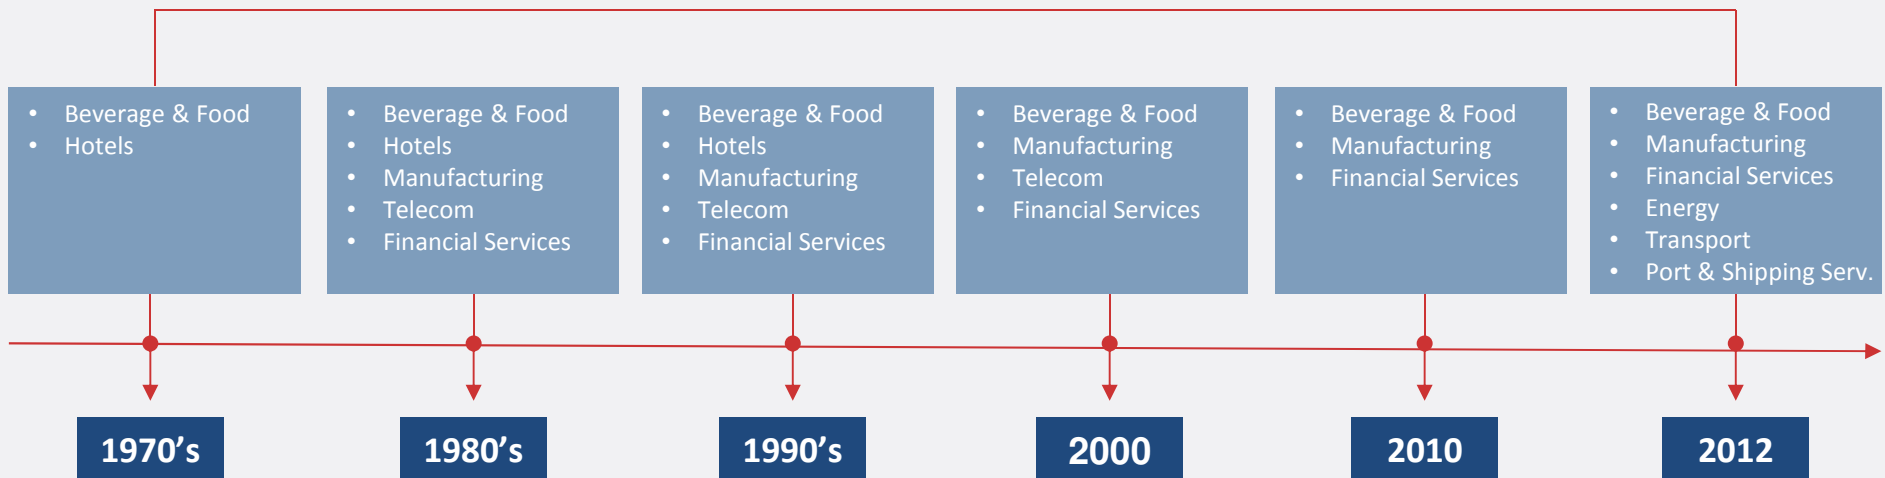 • Beverage & Food
• Hotels
• Beverage & Food
• Hotels
• Manufacturing
• Telecom
• Financial Services
• Beverage & Food
• Hotels
• Manufacturing
• Telecom
• Financial Services
• Beverage & Food
• Manufacturing
• Telecom
• Financial Services
• Beverage & Food
• Manufacturing
• Financial Services
• Beverage & Food
• Manufacturing
• Financial Services
• Energy
• Transport
• Port & Shipping Serv.
1970’s
1980’s
1990’s
2000
2010
2012